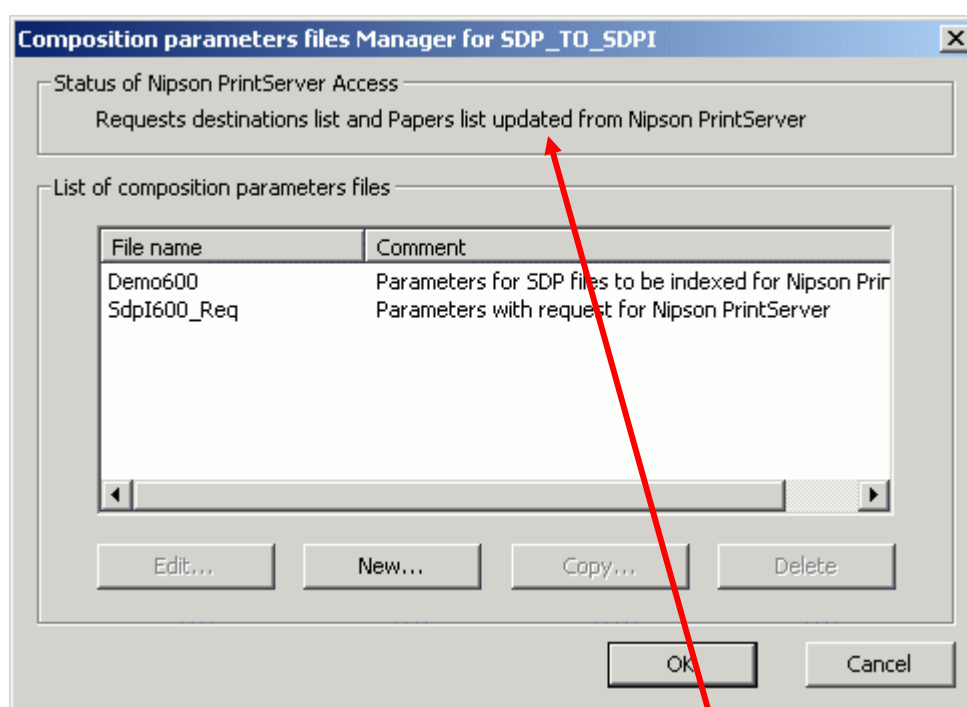 Composition parameters files Manager for SDP_TO_SDPI
Status of Nipson PrintServer Access
Requests destinations list and Papers list updated from Nipson PrintServer
List of composition parameters files
File name Comment
Demo600 Parameters for SDP files to be indexed for Nipson Prin
SdpI600_Req Parameters with request for Nipson PrintServer
Edit... New... Copy... Delete
OK Cancel